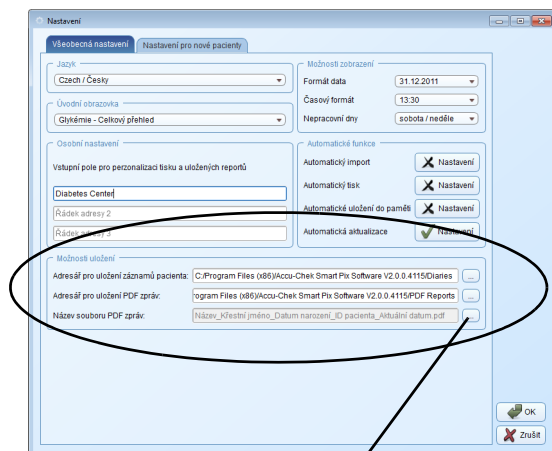 Nastavení
Všeobecná nastavení
Nastavení pro nové pacienty
Jazyk
Czech / Česky
Úvodní obrazovka
Glykémie - Celkový přehled
Možnosti zobrazení
Formát data
31.12.2011
Časový formát
13:30
Nepracovní dny
sobota / neděle
Osobní nastavení
Vstupní pole pro perzonalizaci tisku a uložených reportů
Diabetes Center
Řádek adresy 2
Řádek adresy 3
Automatické funkce
Automatický import
Nastavení
Automatický tisk
Nastavení
Automatické uložení do paměti
Nastavení
Automatická aktualizace
Nastavení
Možnosti uložení
Adresář pro uložení záznamů pacienta:
C:/Program Files (x86)/Accu-Chek Smart Pix Software V2.0.0.4115/Diaries
...
Adresář pro uložení PDF zpráv:
rogram Files (x86)/Accu-Chek Smart Pix Software V2.0.0.4115/PDF Reports
...
Název souboru PDF zpráv:
Název_Křestní jméno_Datum narození_ID pacienta_Aktuální datum.pdf
...
OK
Zrušit